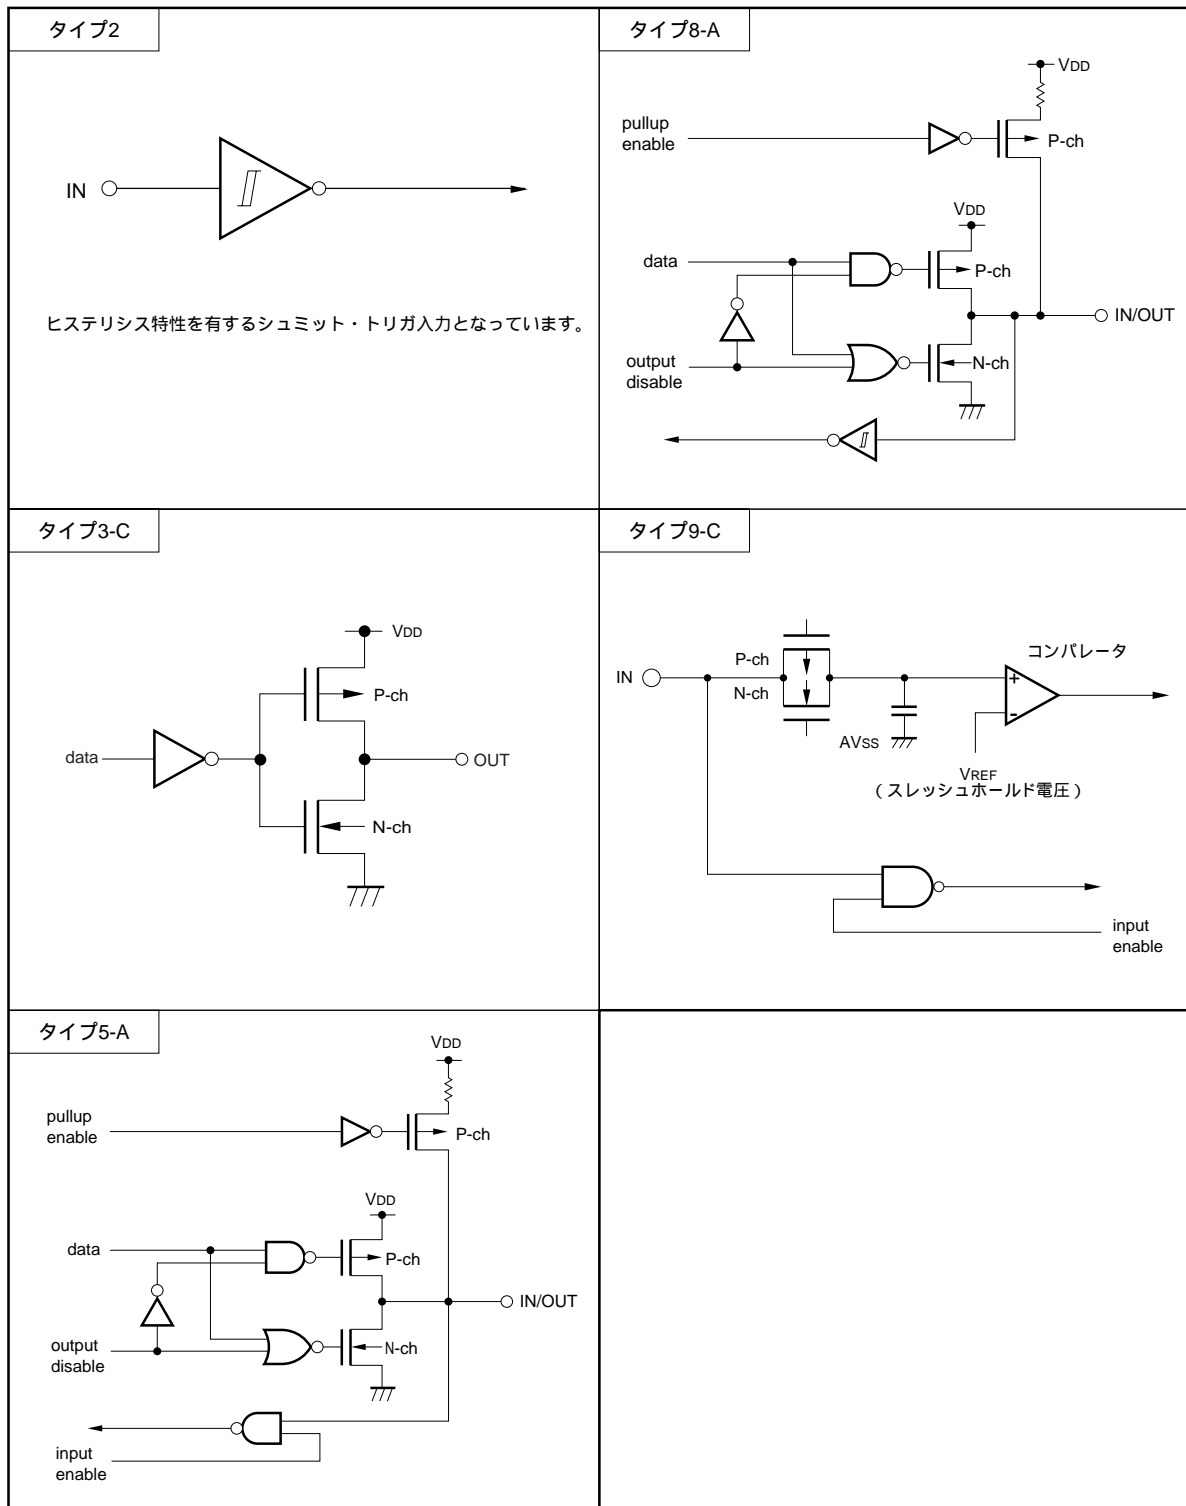 タイプ2
IN
ヒステリシス特性を有するシュミット・トリガ入力となっています。
タイプ8-A
VDD
pullup
enable
P-ch
VDD
data
P-ch
IN/OUT
output
disable
N-ch
タイプ3-C
VDD
P-ch
data
OUT
N-ch
タイプ9-C
コンパレータ
P-ch
IN
N-ch
+
-
AVSS
VREF
(スレッシュホールド電圧)
input
enable
タイプ5-A
VDD
pullup
enable
P-ch
VDD
data
P-ch
IN/OUT
output
disable
N-ch
input
enable